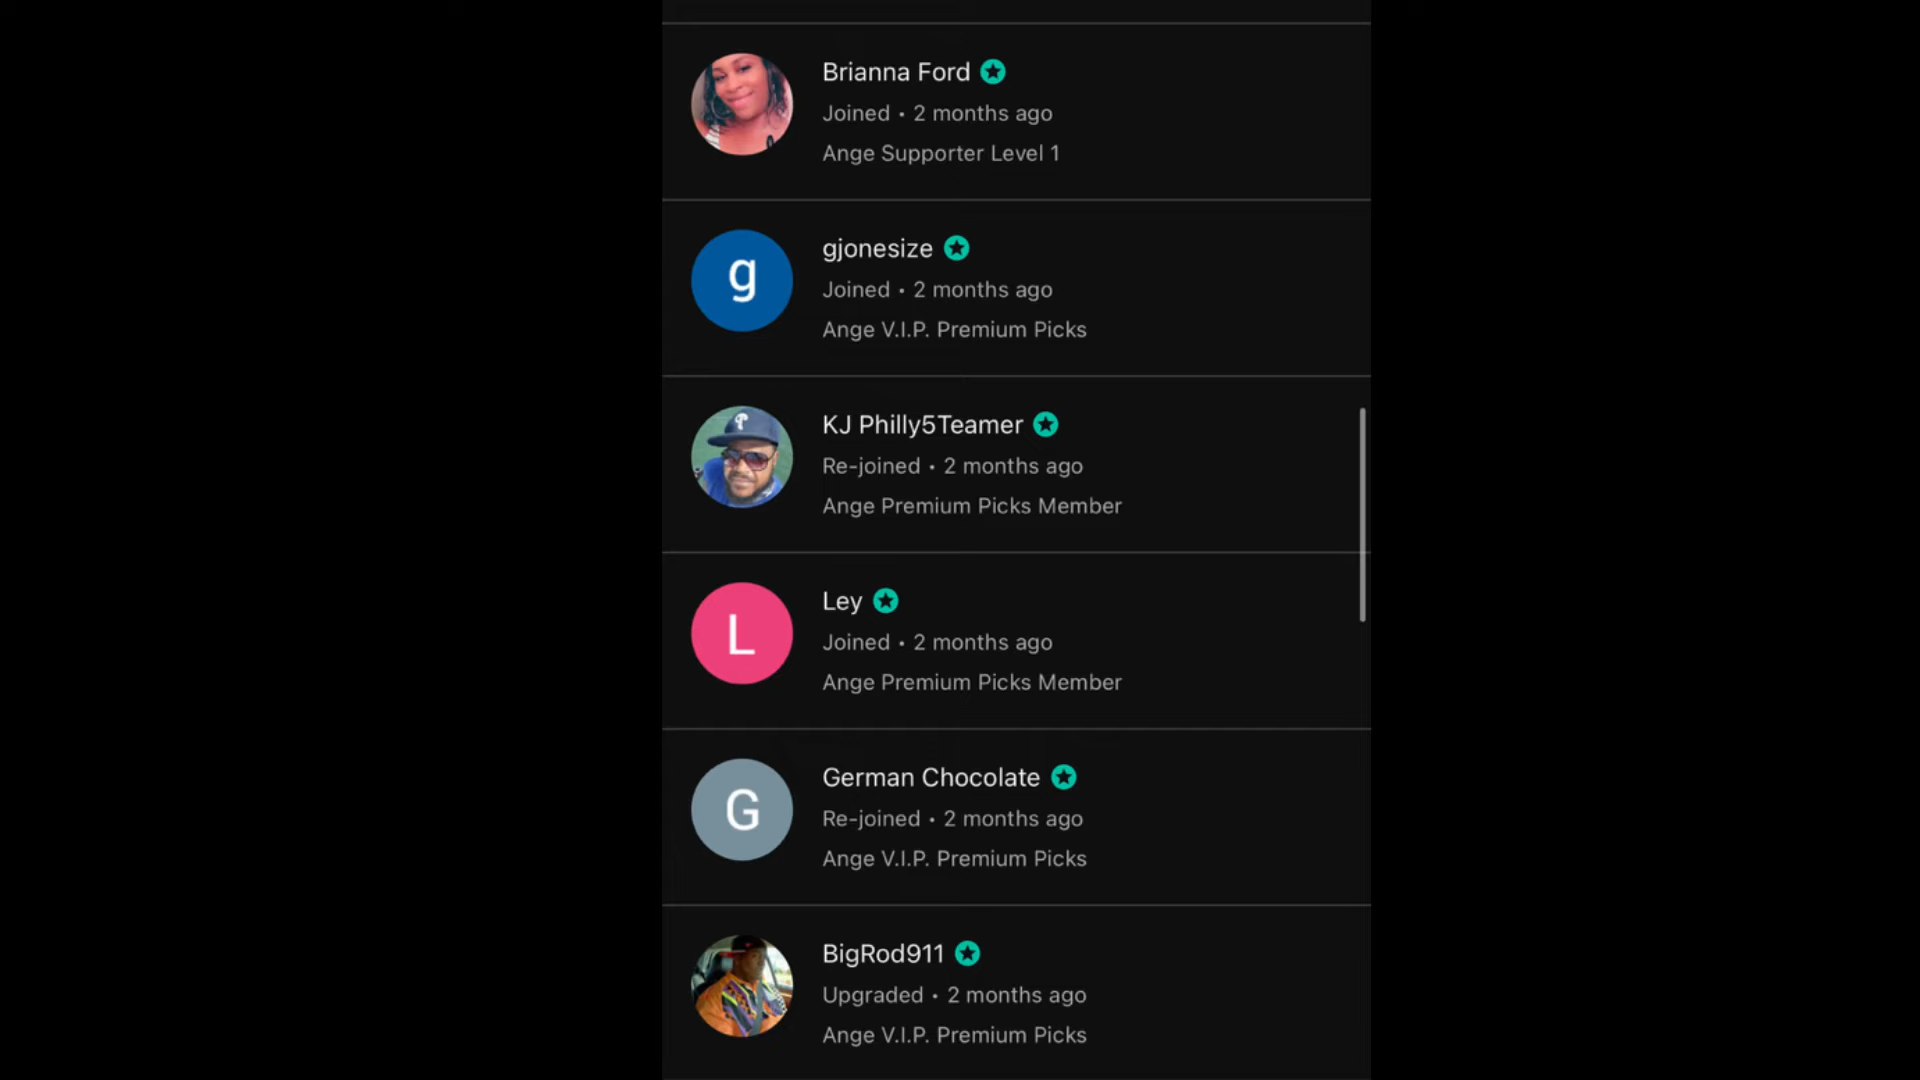 Brianna Ford
Joined • 2 months ago
Ange Supporter Level 1
g
gjonesize
Joined • 2 months ago
Ange V.I.P. Premium Picks
P
KJ Philly5Teamer
Re-joined • 2 months ago
Ange Premium Picks Member
L
Ley
Joined • 2 months ago
Ange Premium Picks Member
G
German Chocolate
Re-joined • 2 months ago
Ange V.I.P. Premium Picks
BigRod911
Upgraded • 2 months ago
Ange V.I.P. Premium Picks